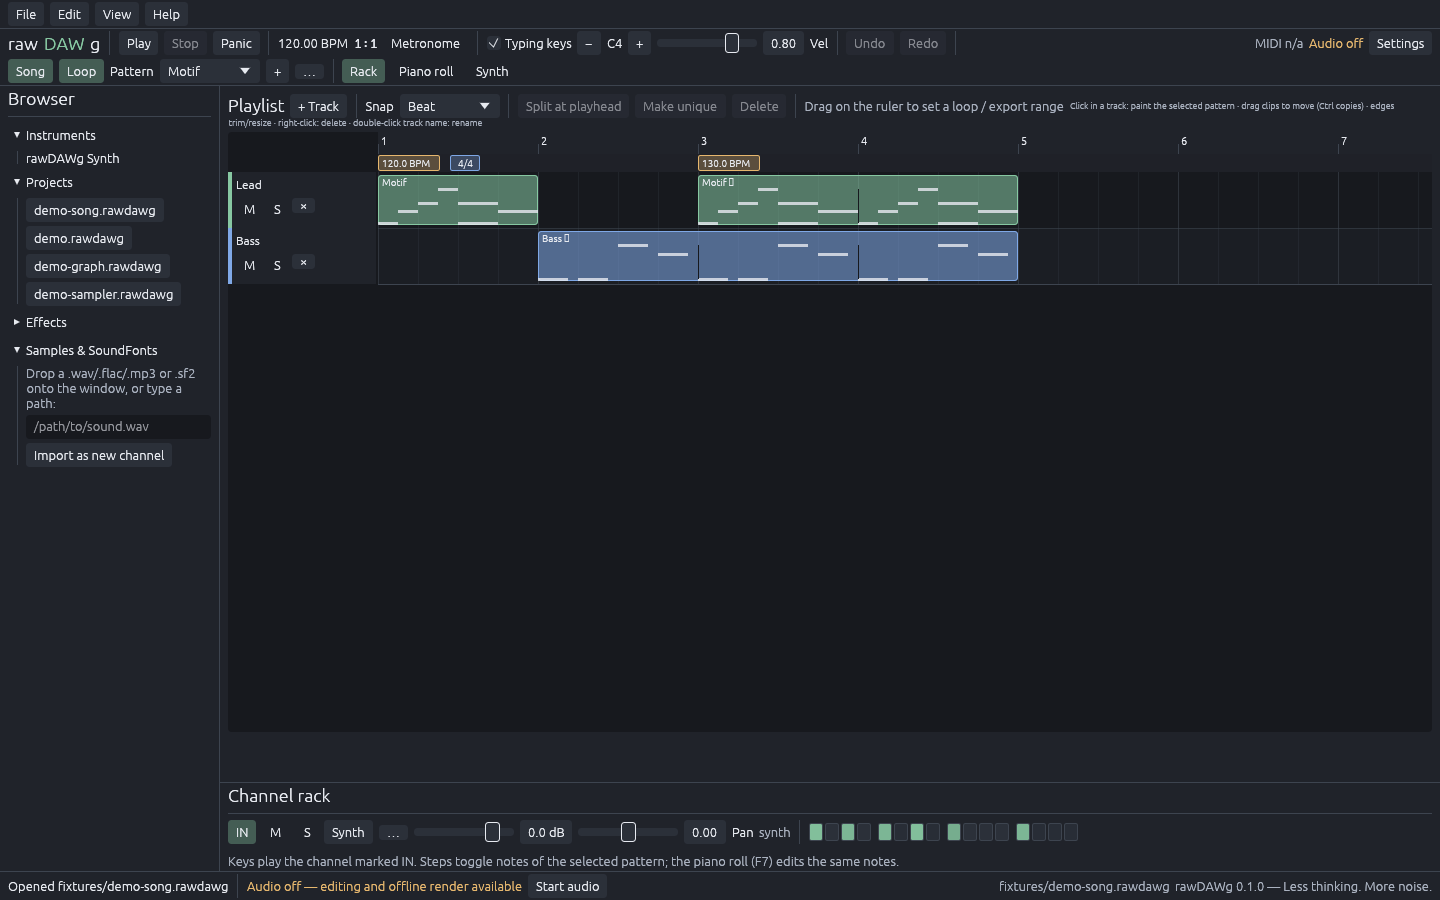 File Edit View Help
raw DAW g Play Stop Panic 120.00 BPM 1:1 Metronome Typing keys − C4 + 0.80 Vel Undo Redo MIDI n/a Audio off Settings
Song Loop Pattern Motif + ... Rack Piano roll Synth
Browser
Instruments
rawDAWg Synth
Projects
demo-song.rawdawg
demo.rawdawg
demo-graph.rawdawg
demo-sampler.rawdawg
Effects
Samples & SoundFonts
Drop a .wav/.flac/.mp3 or .sf2
onto the window, or type a
path:
/path/to/sound.wav
Import as new channel
Playlist + Track Snap Beat Split at playhead Make unique Delete Drag on the ruler to set a loop / export range Click in a track: paint the selected pattern · drag clips to move (Ctrl copies) · edges
trim/resize · right-click: delete · double-click track name: rename
1 2 3 4 5 6 7
120.0 BPM 4/4 130.0 BPM
Lead Motif Motif
M S ×
Bass Bass
M S ×
Channel rack
IN M S Synth ... 0.0 dB 0.00 Pan synth
Keys play the channel marked IN. Steps toggle notes of the selected pattern; the piano roll (F7) edits the same notes.
Opened fixtures/demo-song.rawdawg Audio off — editing and offline render available Start audio fixtures/demo-song.rawdawg rawDAWg 0.1.0 — Less thinking. More noise.